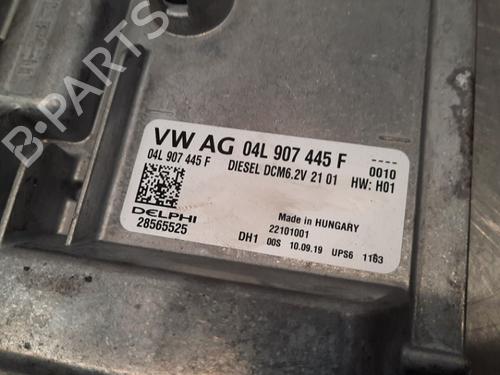 VW AG 04L 907 445 F ----
04L 907 445 F DIESEL DCM6.2V 21 01 0010
HW: H01
DELPHI
28565525
Made in HUNGARY
22101001
DH1 00S 10.09.19 UPS6 1163
B-PARTS